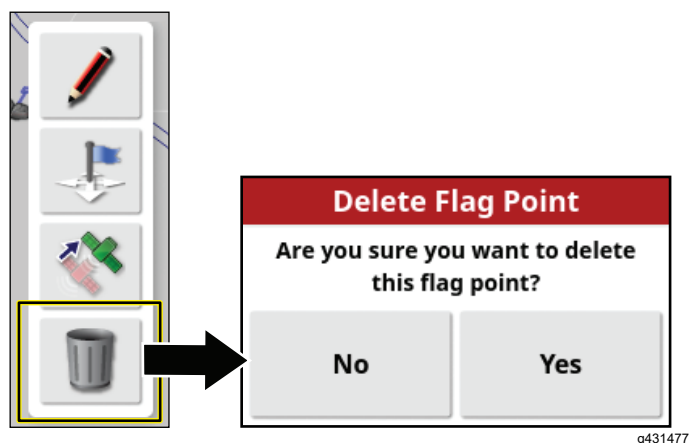 Delete Flag Point
Are you sure you want to delete
this flag point?
No
Yes
g431477